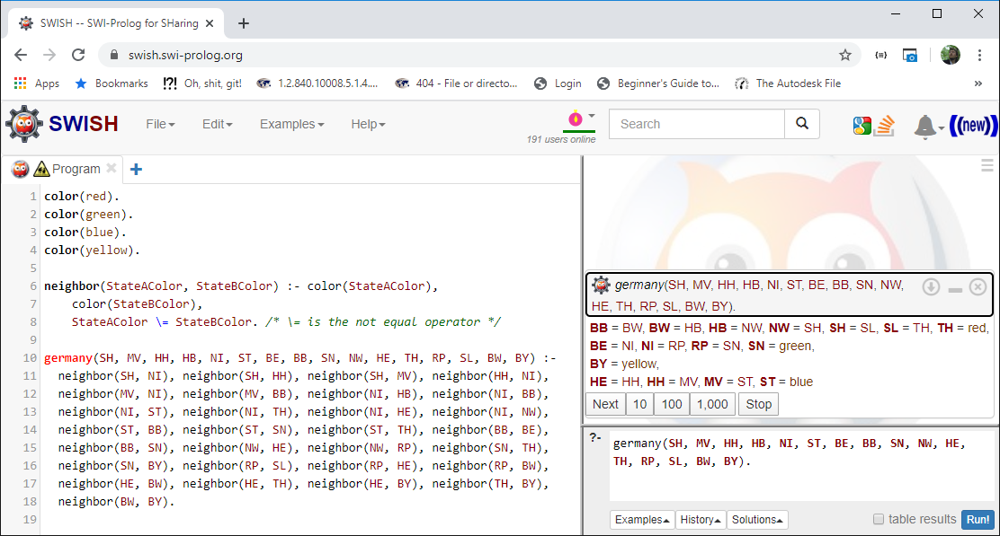 SWISH -- SWI-Prolog for SHaring
swish.swi-prolog.org
Apps Bookmarks Oh, shit, git! 1.2.840.10008.5.1.4.... 404 - File or directo... Login Beginner's Guide to... The Autodesk File »
SWISH File Edit Examples Help 191 users online Search ((new))
Program
1 color(red).
2 color(green).
3 color(blue).
4 color(yellow).
5
6 neighbor(StateAColor, StateBColor) :- color(StateAColor),
7 color(StateBColor),
8 StateAColor \= StateBColor. /* \= is the not equal operator */
9
10 germany(SH, MV, HH, HB, NI, ST, BE, BB, SN, NW, HE, TH, RP, SL, BW, BY) :-
11 neighbor(SH, NI), neighbor(SH, HH), neighbor(SH, MV), neighbor(HH, NI),
12 neighbor(MV, NI), neighbor(MV, BB), neighbor(NI, HB), neighbor(NI, BB),
13 neighbor(NI, ST), neighbor(NI, TH), neighbor(NI, HE), neighbor(NI, NW),
14 neighbor(ST, BB), neighbor(ST, SN), neighbor(ST, TH), neighbor(BB, BE),
15 neighbor(BB, SN), neighbor(NW, HE), neighbor(NW, RP), neighbor(SN, TH),
16 neighbor(SN, BY), neighbor(RP, SL), neighbor(RP, HE), neighbor(RP, BW),
17 neighbor(HE, BW), neighbor(HE, TH), neighbor(HE, BY), neighbor(TH, BY),
18 neighbor(BW, BY).
19
germany(SH, MV, HH, HB, NI, ST, BE, BB, SN, NW,
HE, TH, RP, SL, BW, BY).
BB = BW, BW = HB, HB = NW, NW = SH, SH = SL, SL = TH, TH = red,
BE = NI, NI = RP, RP = SN, SN = green,
BY = yellow,
HE = HH, HH = MV, MV = ST, ST = blue
Next 10 100 1,000 Stop
?- germany(SH, MV, HH, HB, NI, ST, BE, BB, SN, NW, HE,
TH, RP, SL, BW, BY).
Examples History Solutions table results Run!